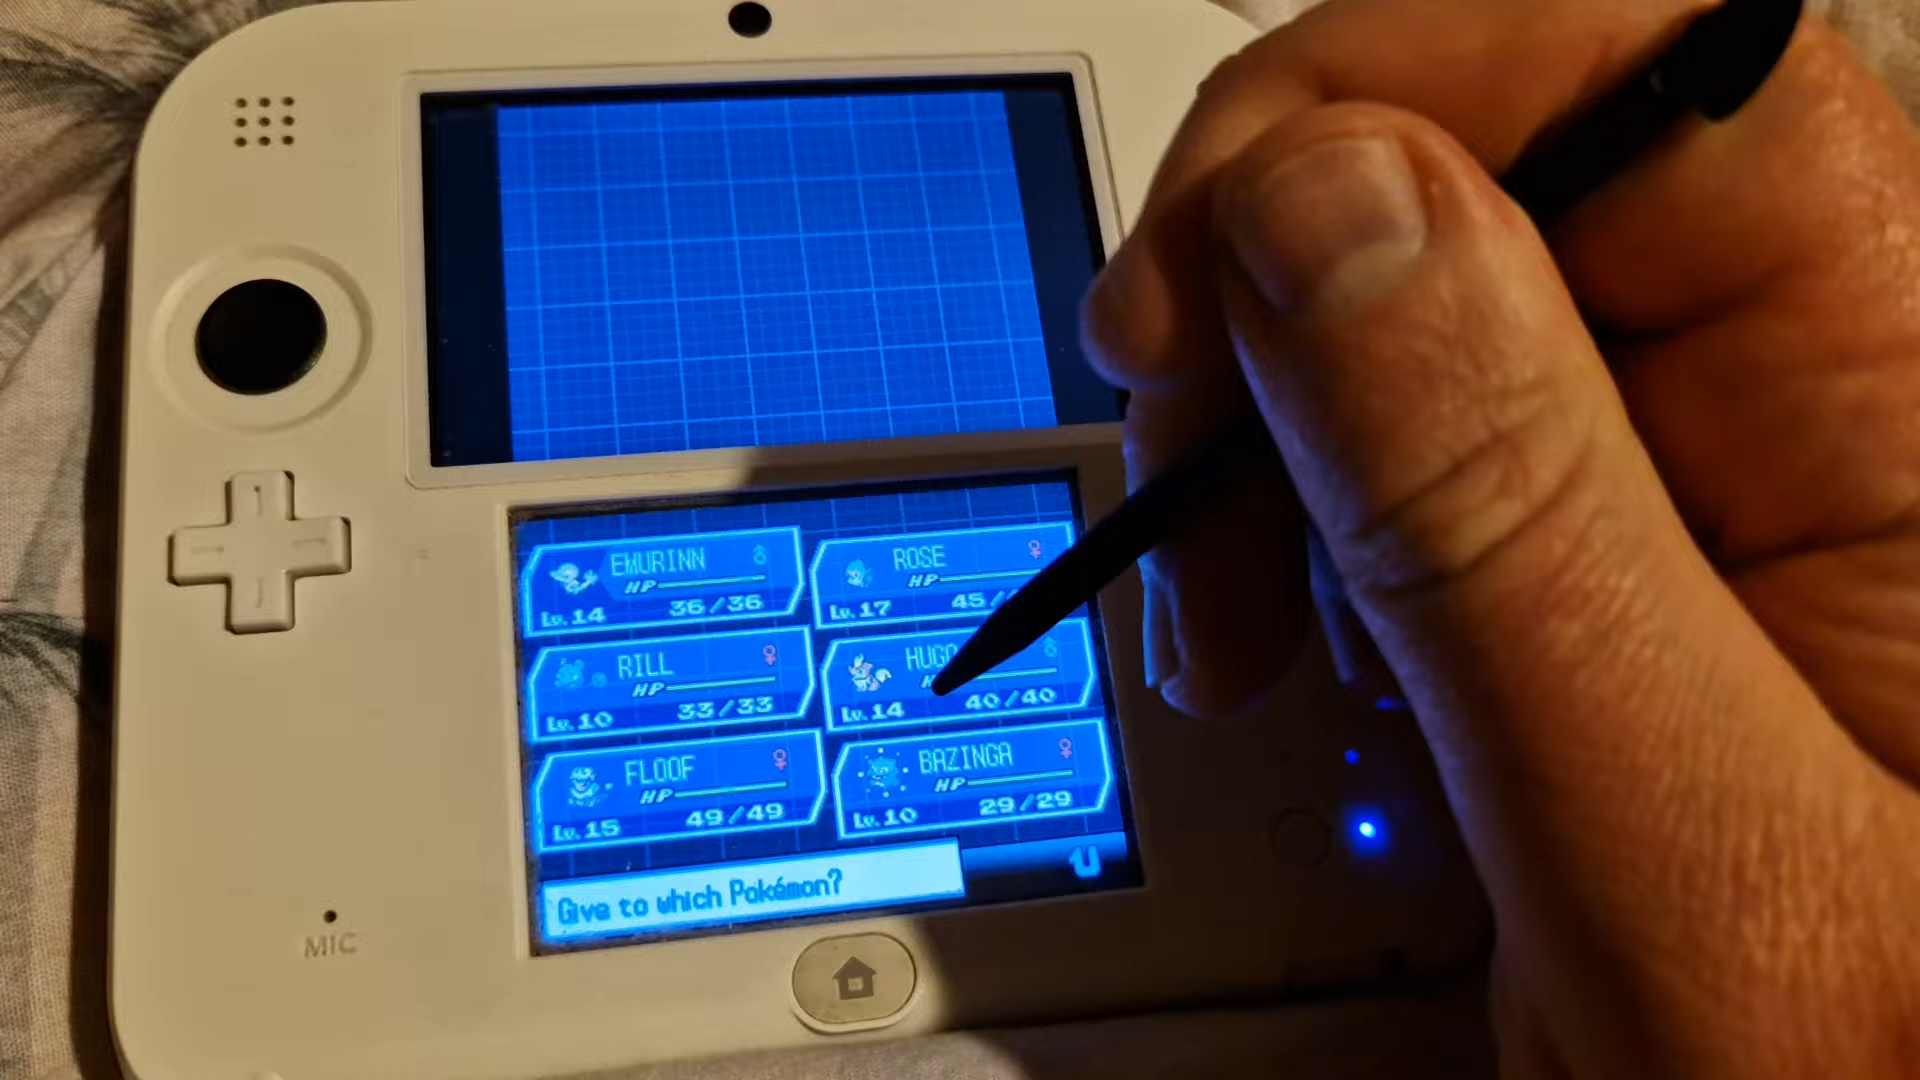 EMURINN ♂
HP
Lv.14 36/36
ROSE ♀
HP
Lv.17 45/
RILL ♀
HP
Lv.10 33/33
HUGO ♂
Lv.14 40/40
FLOOF ♀
HP
Lv.15 49/49
BAZINGA ♀
HP
Lv.10 29/29
Give to which Pokémon?
MIC